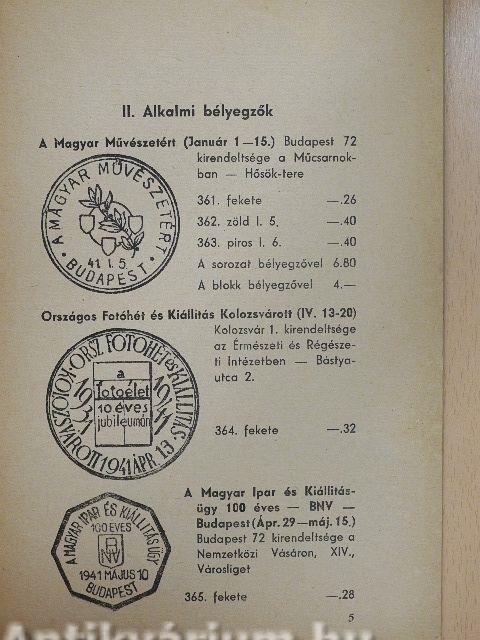 II. Alkalmi bélyegzők
A Magyar Művészetért (Január 1—15.) Budapest 72
kirendeltsége a Műcsarnok-
ban — Hősök-tere
A MAGYAR MŰVÉSZETÉRT
41 I. 5.
• BUDAPEST •
361. fekete —.26
362. zöld I. 5. —.40
363. piros I. 6. —.40
A sorozat bélyegzővel 6.80
A blokk bélyegzővel 4.—
Országos Fotóhét és Kiállítás Kolozsvárott (IV. 13-20)
Kolozsvár 1. kirendeltsége
az Érmészeti és Régésze-
ti Intézetben — Bástya-
utca 2.
ORSZ. FOTOHÉT és KIÁLLITÁS
KOLOZSVÁROTT 1941 ÁPR 13
1931
1941
a
fotoélet
10 éves
jubileumán
364. fekete —.32
A Magyar Ipar és Kiállítás-
ügy 100 éves — BNV —
Budapest (Ápr. 29—máj. 15.)
Budapest 72 kirendeltsége a
Nemzetközi Vásáron, XIV.,
Városliget
A MAGYAR IPAR ÉS KIÁLLITÁSÜGY
100 ÉVES
1941 MÁJUS 10
BUDAPEST
365. fekete —.28
5
Antikvárium.hu